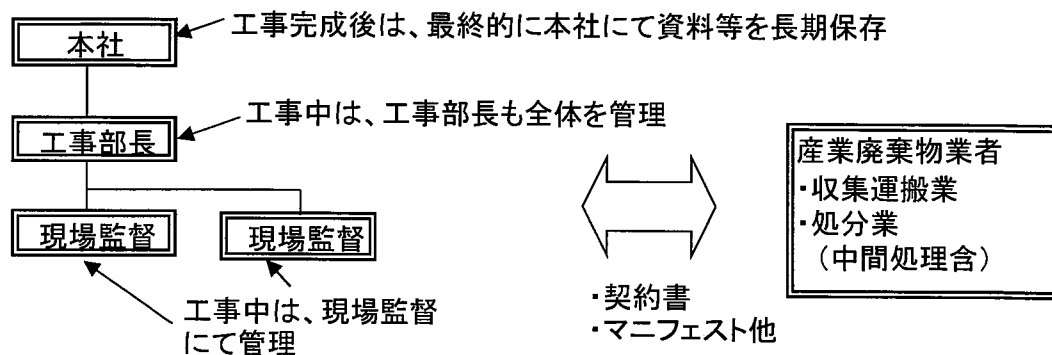 工事完成後は、最終的に本社にて資料等を長期保存
本社
工事中は、工事部長も全体を管理
工事部長
産業廃棄物業者
・収集運搬業
・処分業
（中間処理含）
現場監督
現場監督
工事中は、現場監督
にて管理
・契約書
・マニフェスト他